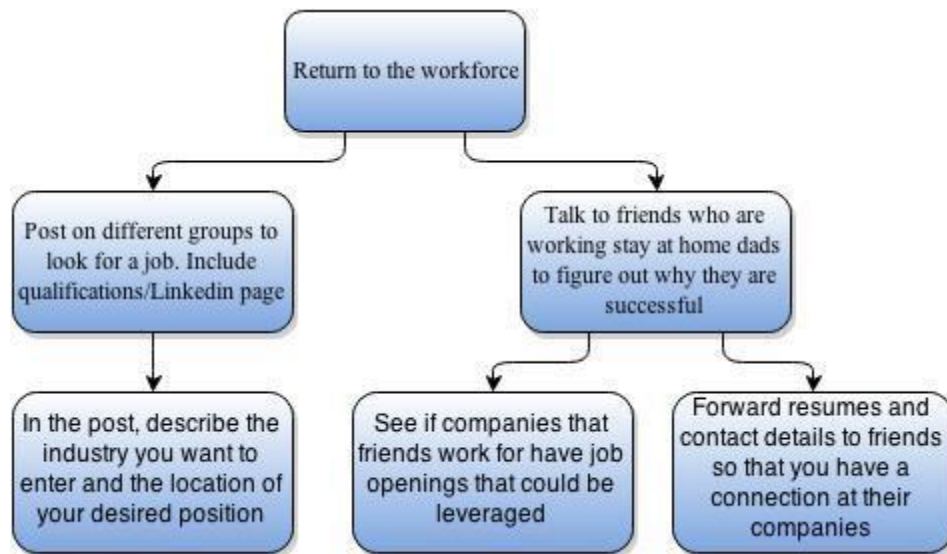 Return to the workforce
Post on different groups to
look for a job. Include
qualifications/Linkedin page
Talk to friends who are
working stay at home dads
to figure out why they are
successful
In the post, describe the
industry you want to
enter and the location of
your desired position
See if companies that
friends work for have job
openings that could be
leveraged
Forward resumes and
contact details to friends
so that you have a
connection at their
companies